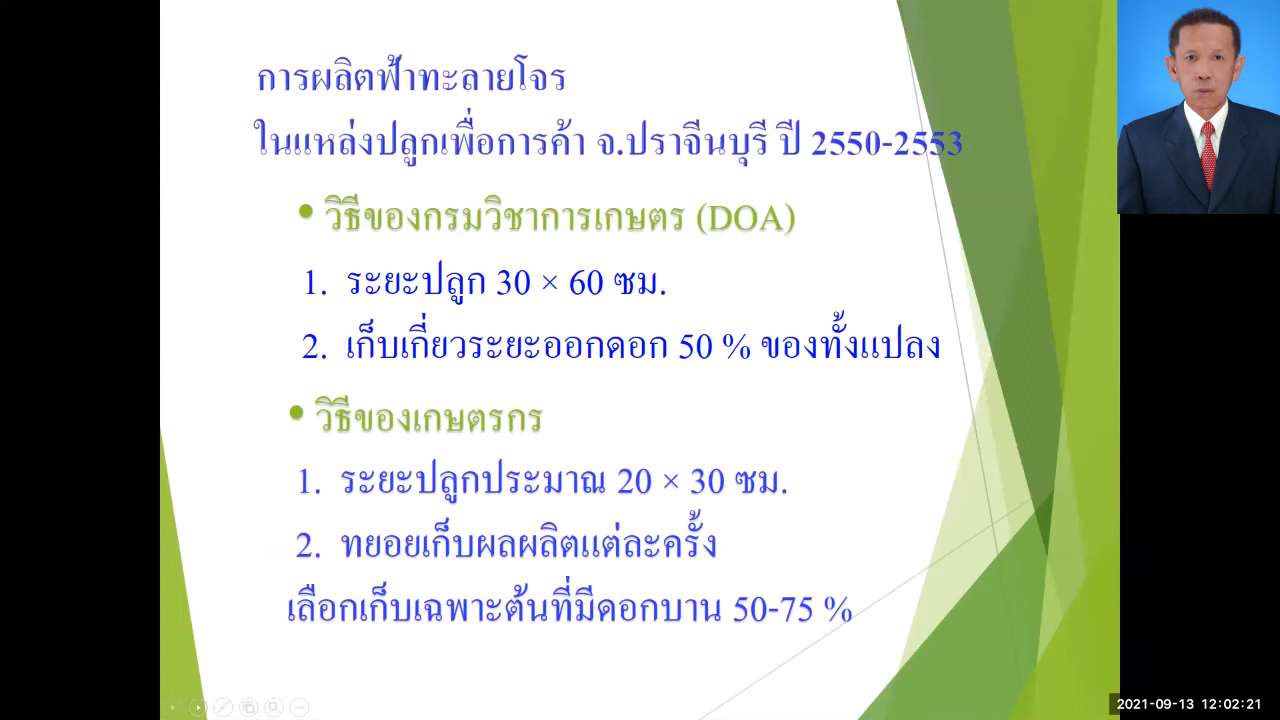 การผลิตฟ้าทะลายโจร
ในแหล่งปลูกเพื่อการค้า จ.ปราจีนบุรี ปี 2550-2553
• วิธีของกรมวิชาการเกษตร (DOA)
1. ระยะปลูก 30 × 60 ซม.
2. เก็บเกี่ยวระยะออกดอก 50 % ของทั้งแปลง
• วิธีของเกษตรกร
1. ระยะปลูกประมาณ 20 × 30 ซม.
2. ทยอยเก็บผลผลิตแต่ละครั้ง
เลือกเก็บเฉพาะต้นที่มีดอกบาน 50-75 %
2021-09-13 12:02:21